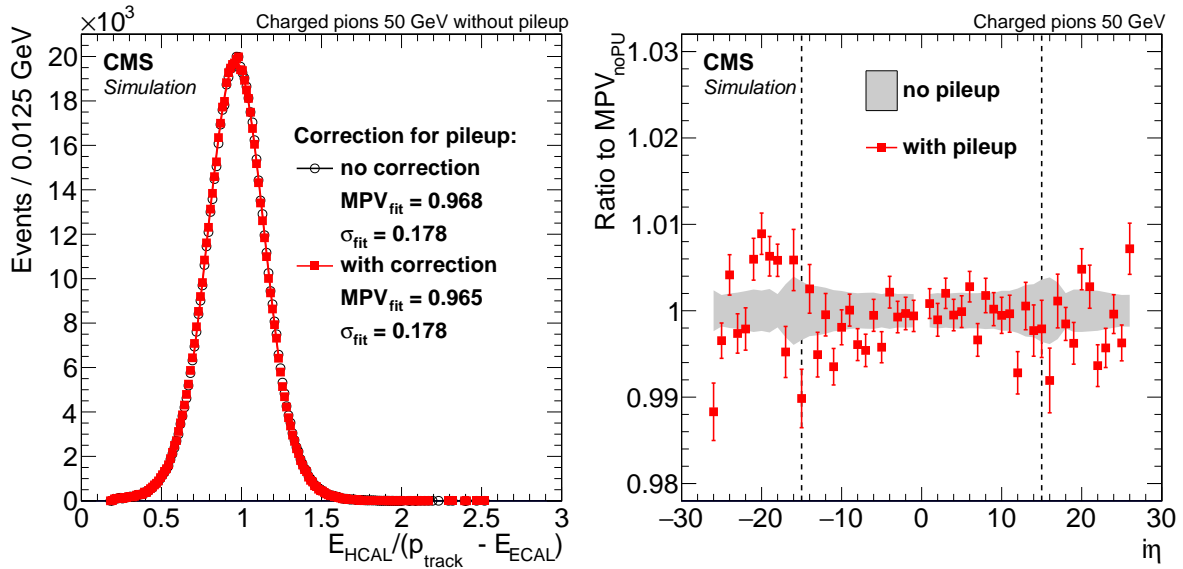 ×10³
Charged pions 50 GeV without pileup
CMS
Simulation
Correction for pileup:
no correction
MPV_fit = 0.968
σ_fit = 0.178
with correction
MPV_fit = 0.965
σ_fit = 0.178
Events / 0.0125 GeV
20
18
16
14
12
10
8
6
4
2
0
0 0.5 1 1.5 2 2.5 3
E_HCAL/(p_track - E_ECAL)
Charged pions 50 GeV
CMS
Simulation
no pileup
with pileup
Ratio to MPV_noPU
1.03
1.02
1.01
1
0.99
0.98
−30 −20 −10 0 10 20 30
iη